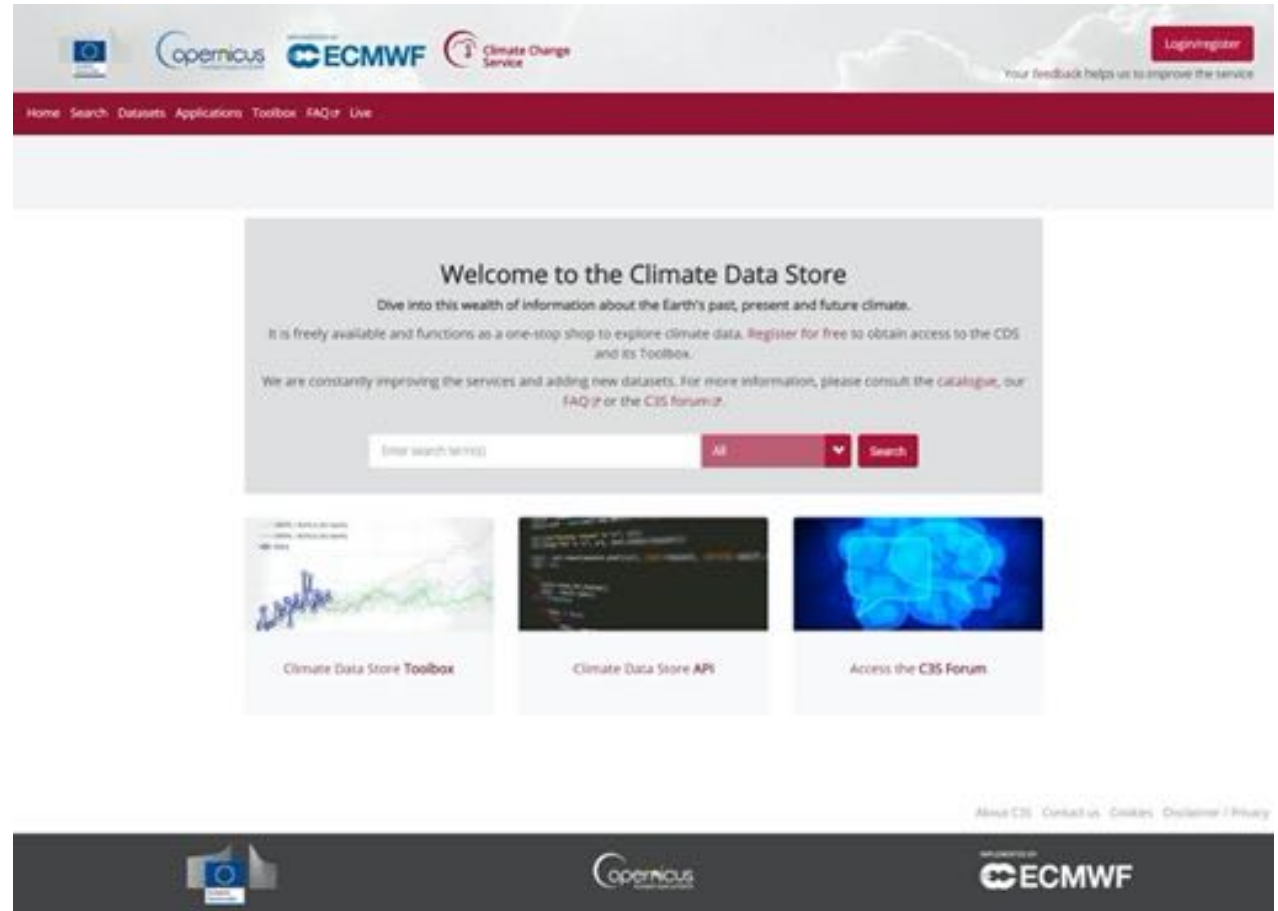 Copernicus
ECMWF
Climate Change
Service
Login/register
Your feedback helps us to improve the service
Home Search Datasets Applications Toolbox FAQ Live
Welcome to the Climate Data Store
Dive into this wealth of information about the Earth's past, present and future climate.
It is freely available and functions as a one-stop shop to explore climate data. Register for free to obtain access to the CDS
and its Toolbox.
We are constantly improving the services and adding new datasets. For more information, please consult the catalogue, our
FAQ or the C3S forum.
Enter search term(s)
All
Search
Climate Data Store Toolbox
Climate Data Store API
Access the C3S Forum
About C3S Contact us Cookies Disclaimer / Privacy
Copernicus
IMPLEMENTED BY
ECMWF